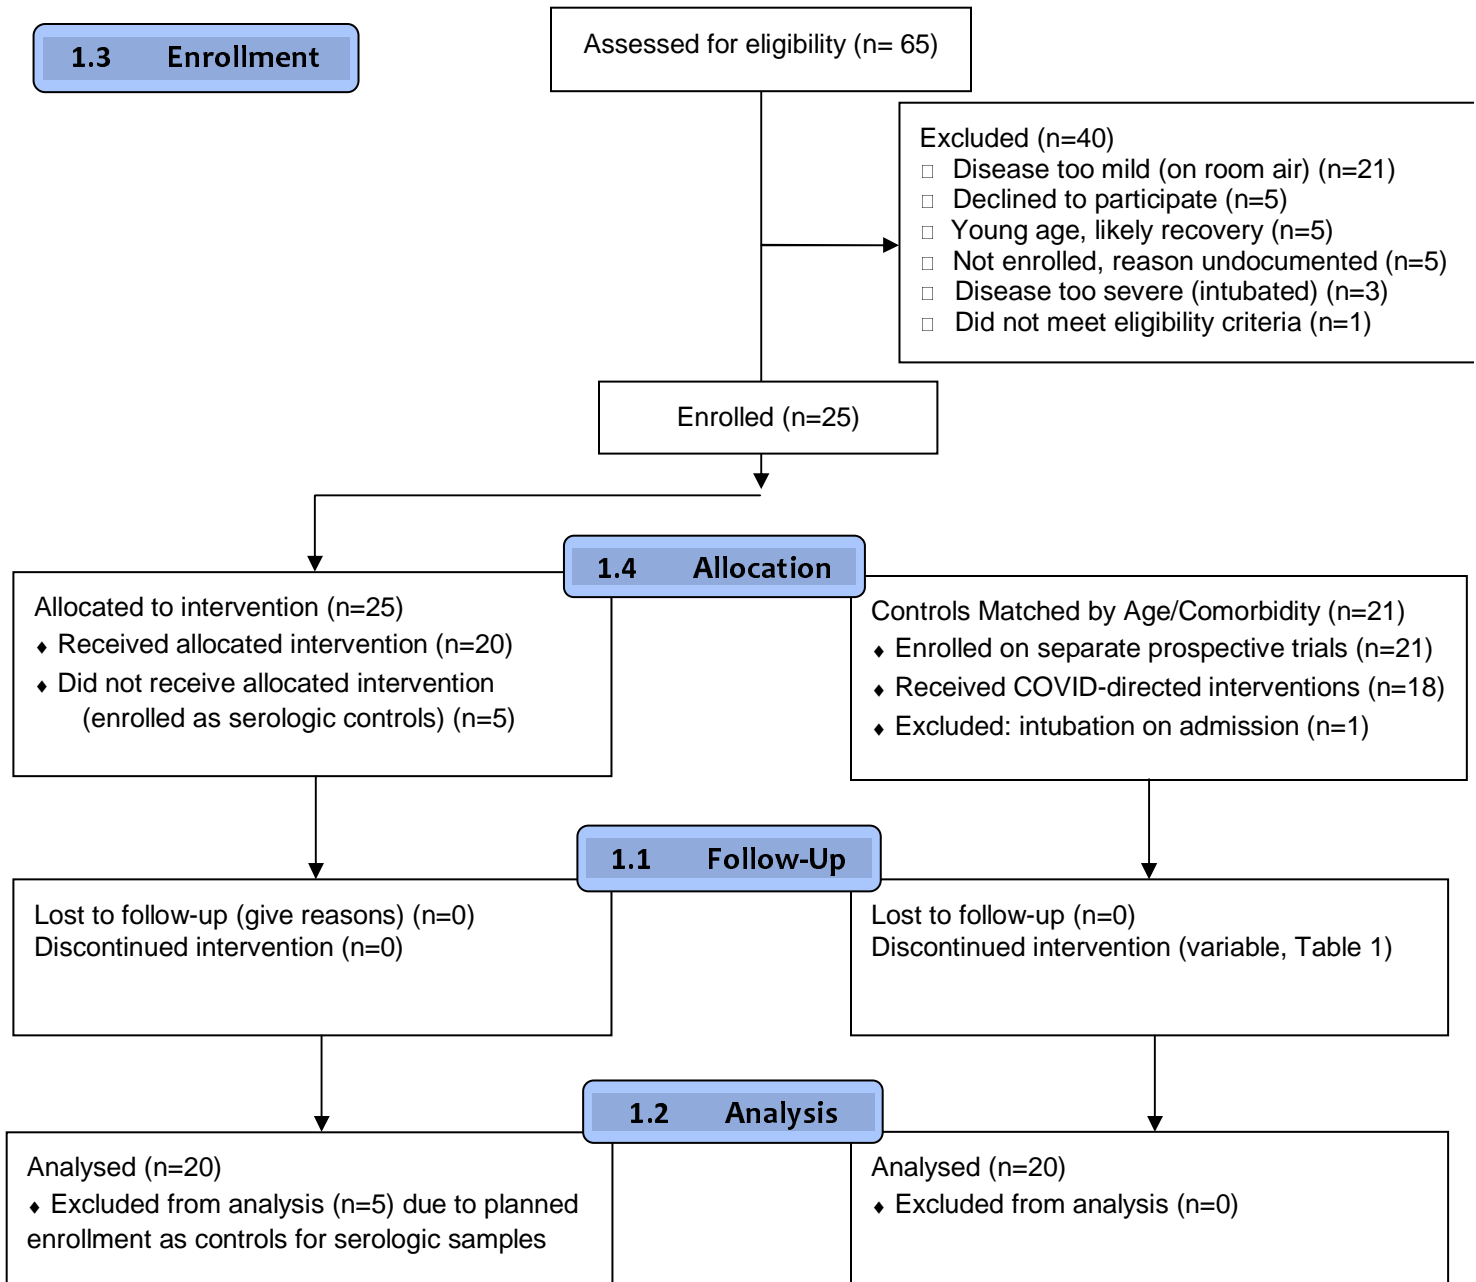 1.3 Enrollment
Assessed for eligibility (n= 65)
Excluded (n=40)
□ Disease too mild (on room air) (n=21)
□ Declined to participate (n=5)
□ Young age, likely recovery (n=5)
□ Not enrolled, reason undocumented (n=5)
□ Disease too severe (intubated) (n=3)
□ Did not meet eligibility criteria (n=1)
Enrolled (n=25)
1.4 Allocation
Allocated to intervention (n=25)
♦ Received allocated intervention (n=20)
♦ Did not receive allocated intervention
(enrolled as serologic controls) (n=5)
Controls Matched by Age/Comorbidity (n=21)
♦ Enrolled on separate prospective trials (n=21)
♦ Received COVID-directed interventions (n=18)
♦ Excluded: intubation on admission (n=1)
1.1 Follow-Up
Lost to follow-up (give reasons) (n=0)
Discontinued intervention (n=0)
Lost to follow-up (n=0)
Discontinued intervention (variable, Table 1)
1.2 Analysis
Analysed (n=20)
♦ Excluded from analysis (n=5) due to planned
enrollment as controls for serologic samples
Analysed (n=20)
♦ Excluded from analysis (n=0)